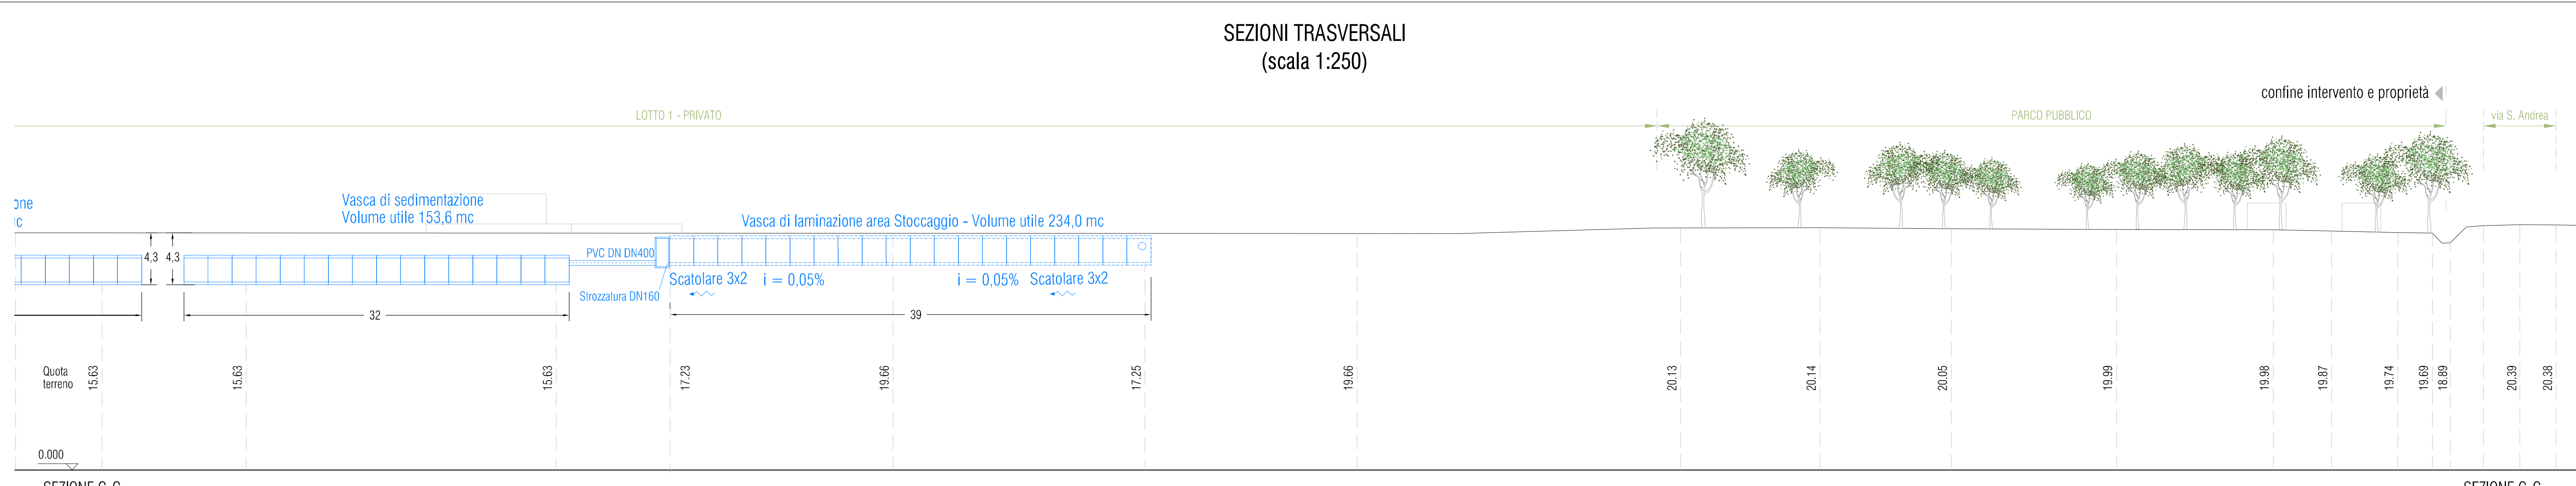 SEZIONI TRASVERSALI
(scala 1:250)
confine intervento e proprietà
LOTTO 1 - PRIVATO
PARCO PUBBLICO
via S. Andrea
Vasca di sedimentazione
Volume utile 153,6 mc
Vasca di laminazione area Stoccaggio - Volume utile 234,0 mc
4,3
4,3
PVC DN DN400
Strozzatura DN160
Scatolare 3x2
i = 0,05%
i = 0,05%
Scatolare 3x2
32
39
Quota
terreno
15.63
15.63
15.63
17.23
19.66
17.25
19.66
20.13
20.14
20.05
19.99
19.98
19.87
19.74
19.69
18.89
20.39
20.38
0.000